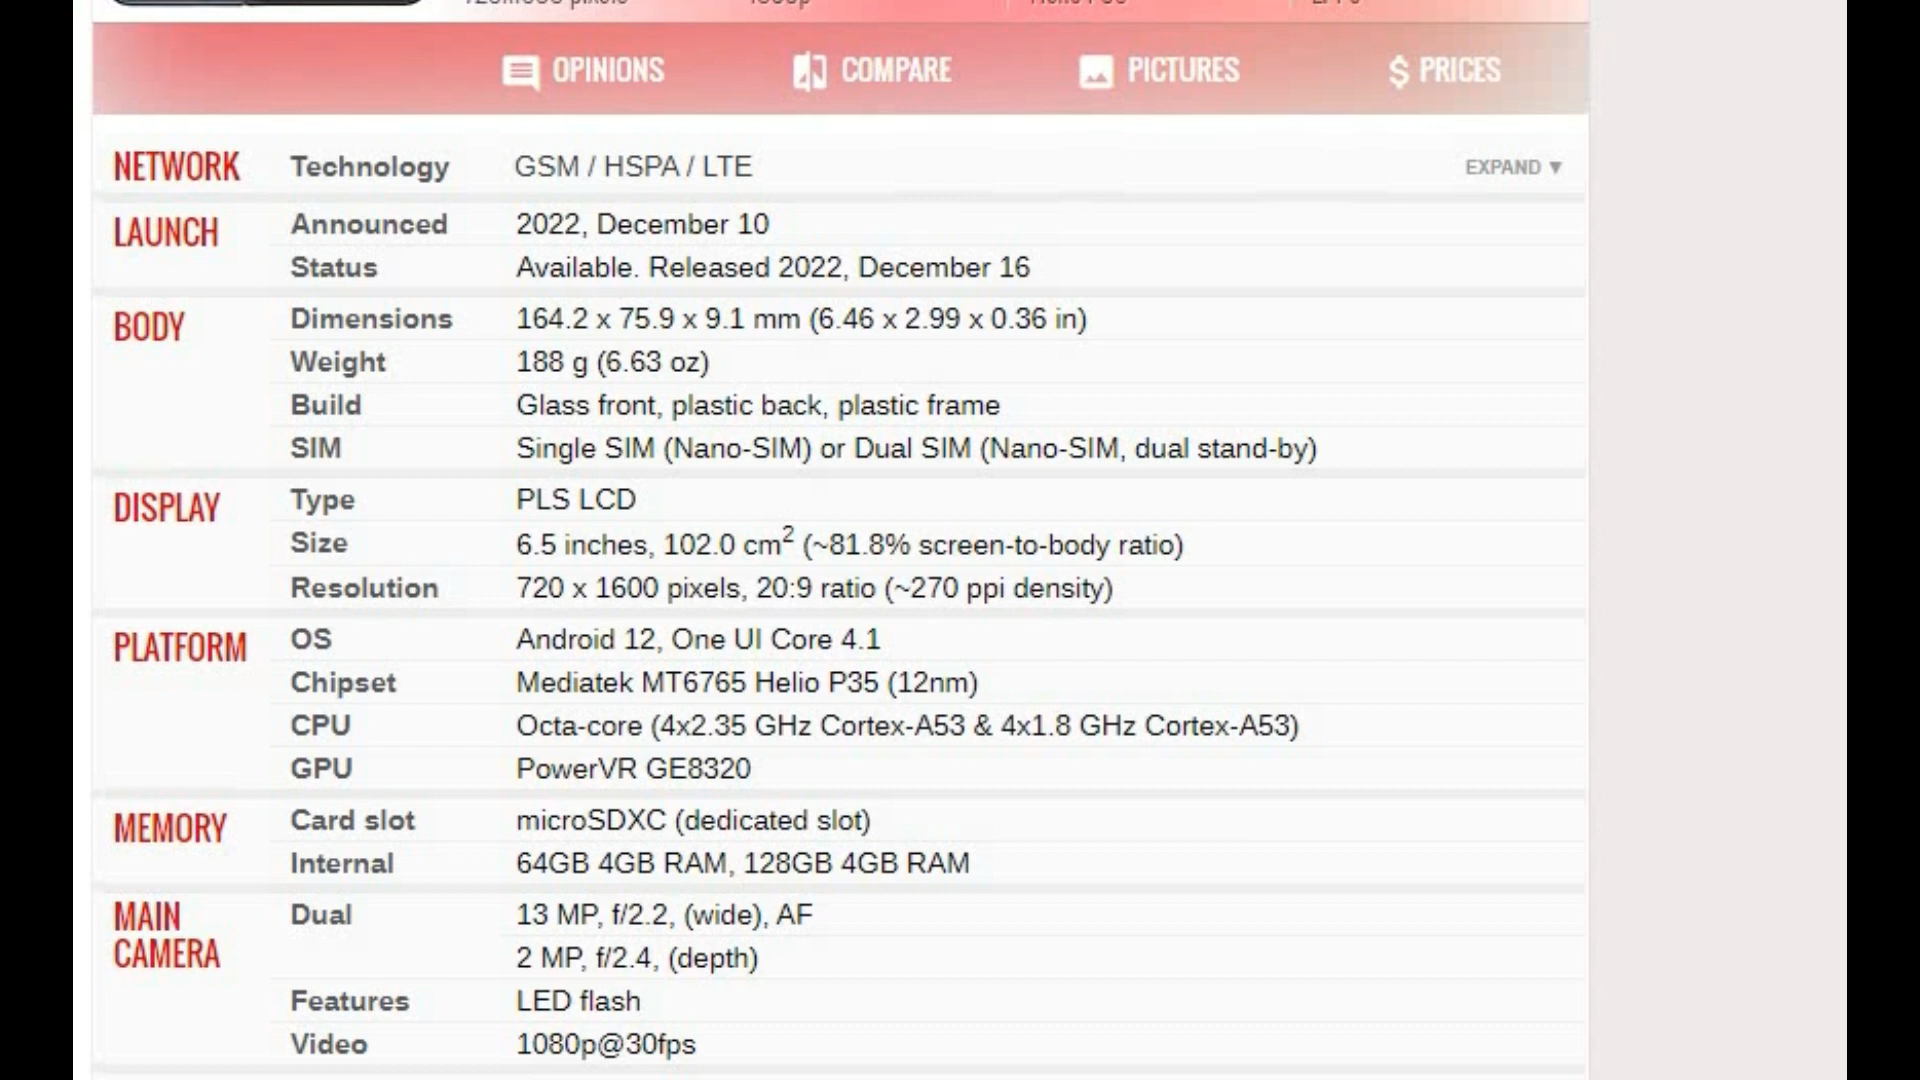 OPINIONS COMPARE PICTURES PRICES
NETWORK Technology GSM / HSPA / LTE EXPAND ▼
LAUNCH Announced 2022, December 10
Status Available. Released 2022, December 16
BODY Dimensions 164.2 x 75.9 x 9.1 mm (6.46 x 2.99 x 0.36 in)
Weight 188 g (6.63 oz)
Build Glass front, plastic back, plastic frame
SIM Single SIM (Nano-SIM) or Dual SIM (Nano-SIM, dual stand-by)
DISPLAY Type PLS LCD
Size 6.5 inches, 102.0 cm² (~81.8% screen-to-body ratio)
Resolution 720 x 1600 pixels, 20:9 ratio (~270 ppi density)
PLATFORM OS Android 12, One UI Core 4.1
Chipset Mediatek MT6765 Helio P35 (12nm)
CPU Octa-core (4x2.35 GHz Cortex-A53 & 4x1.8 GHz Cortex-A53)
GPU PowerVR GE8320
MEMORY Card slot microSDXC (dedicated slot)
Internal 64GB 4GB RAM, 128GB 4GB RAM
MAIN CAMERA Dual 13 MP, f/2.2, (wide), AF
2 MP, f/2.4, (depth)
Features LED flash
Video 1080p@30fps